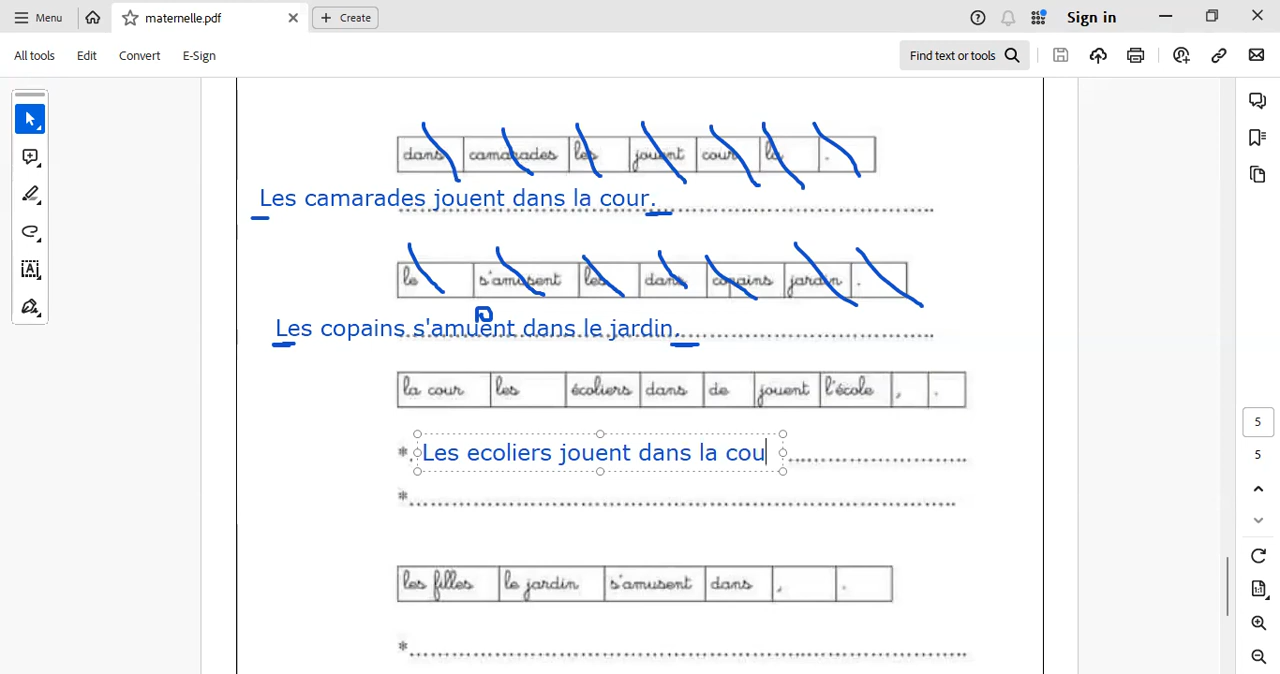 Menu maternelle.pdf Create Sign in
All tools Edit Convert E-Sign Find text or tools
dans camarades les jouent cour la .
Les camarades jouent dans la cour.
le s'amusent les dans copains jardin .
Les copains s'amuent dans le jardin.
la cour les écoliers dans de jouent l'école , .
* Les ecoliers jouent dans la cou
*
les filles le jardin s'amusent dans , .
*
5
5